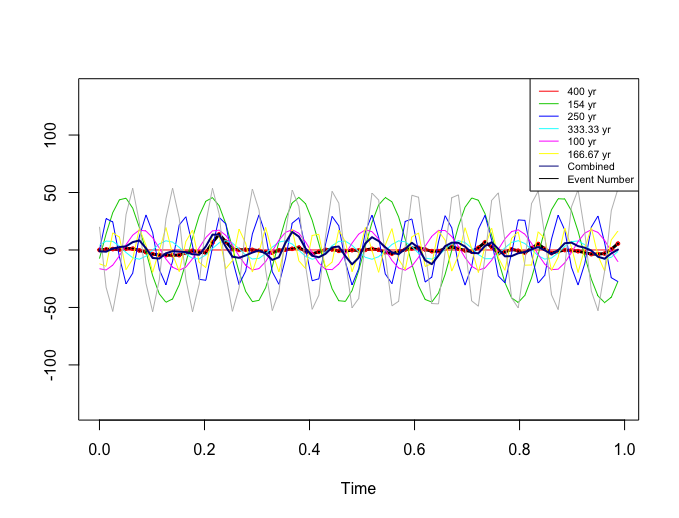 400 yr
154 yr
250 yr
333.33 yr
100 yr
166.67 yr
Combined
Event Number
100
50
0
-50
-100
0.0 0.2 0.4 0.6 0.8 1.0
Time